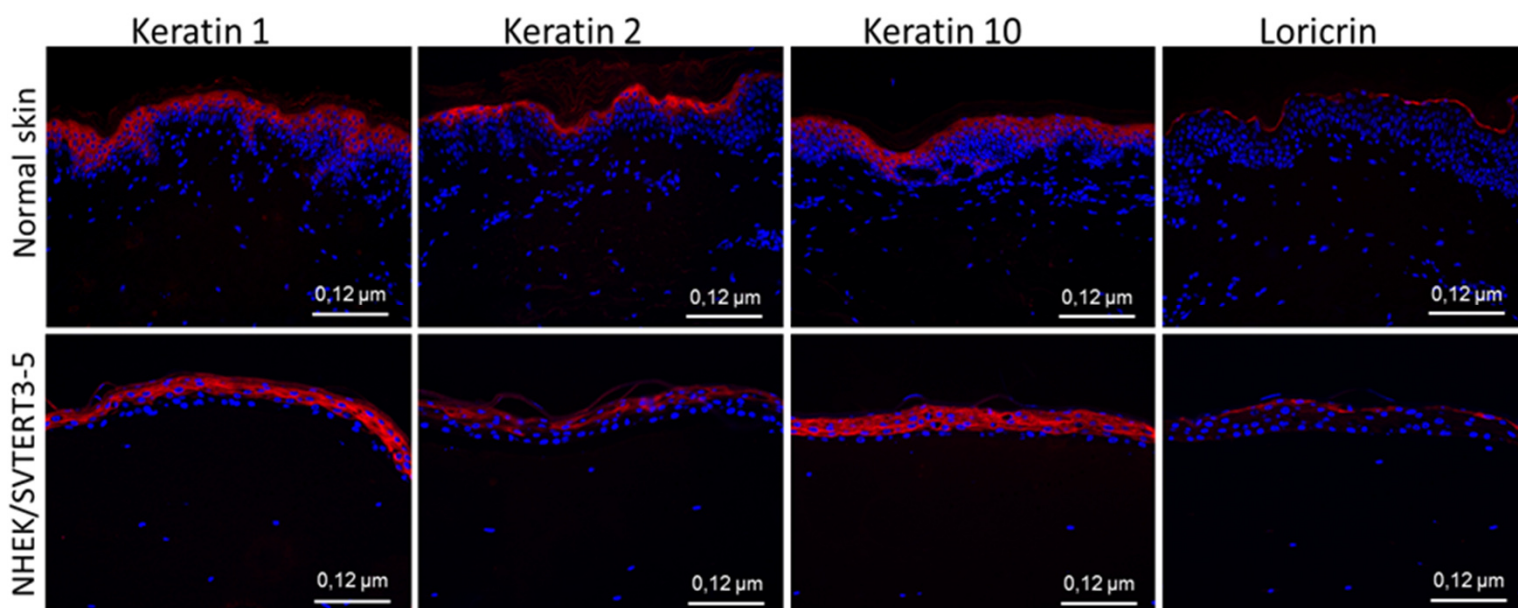 Keratin 1
Keratin 2
Keratin 10
Loricrin
Normal skin
0,12 µm
0,12 µm
0,12 µm
0,12 µm
NHEK/SVTERT3-5
0,12 µm
0,12 µm
0,12 µm
0,12 µm